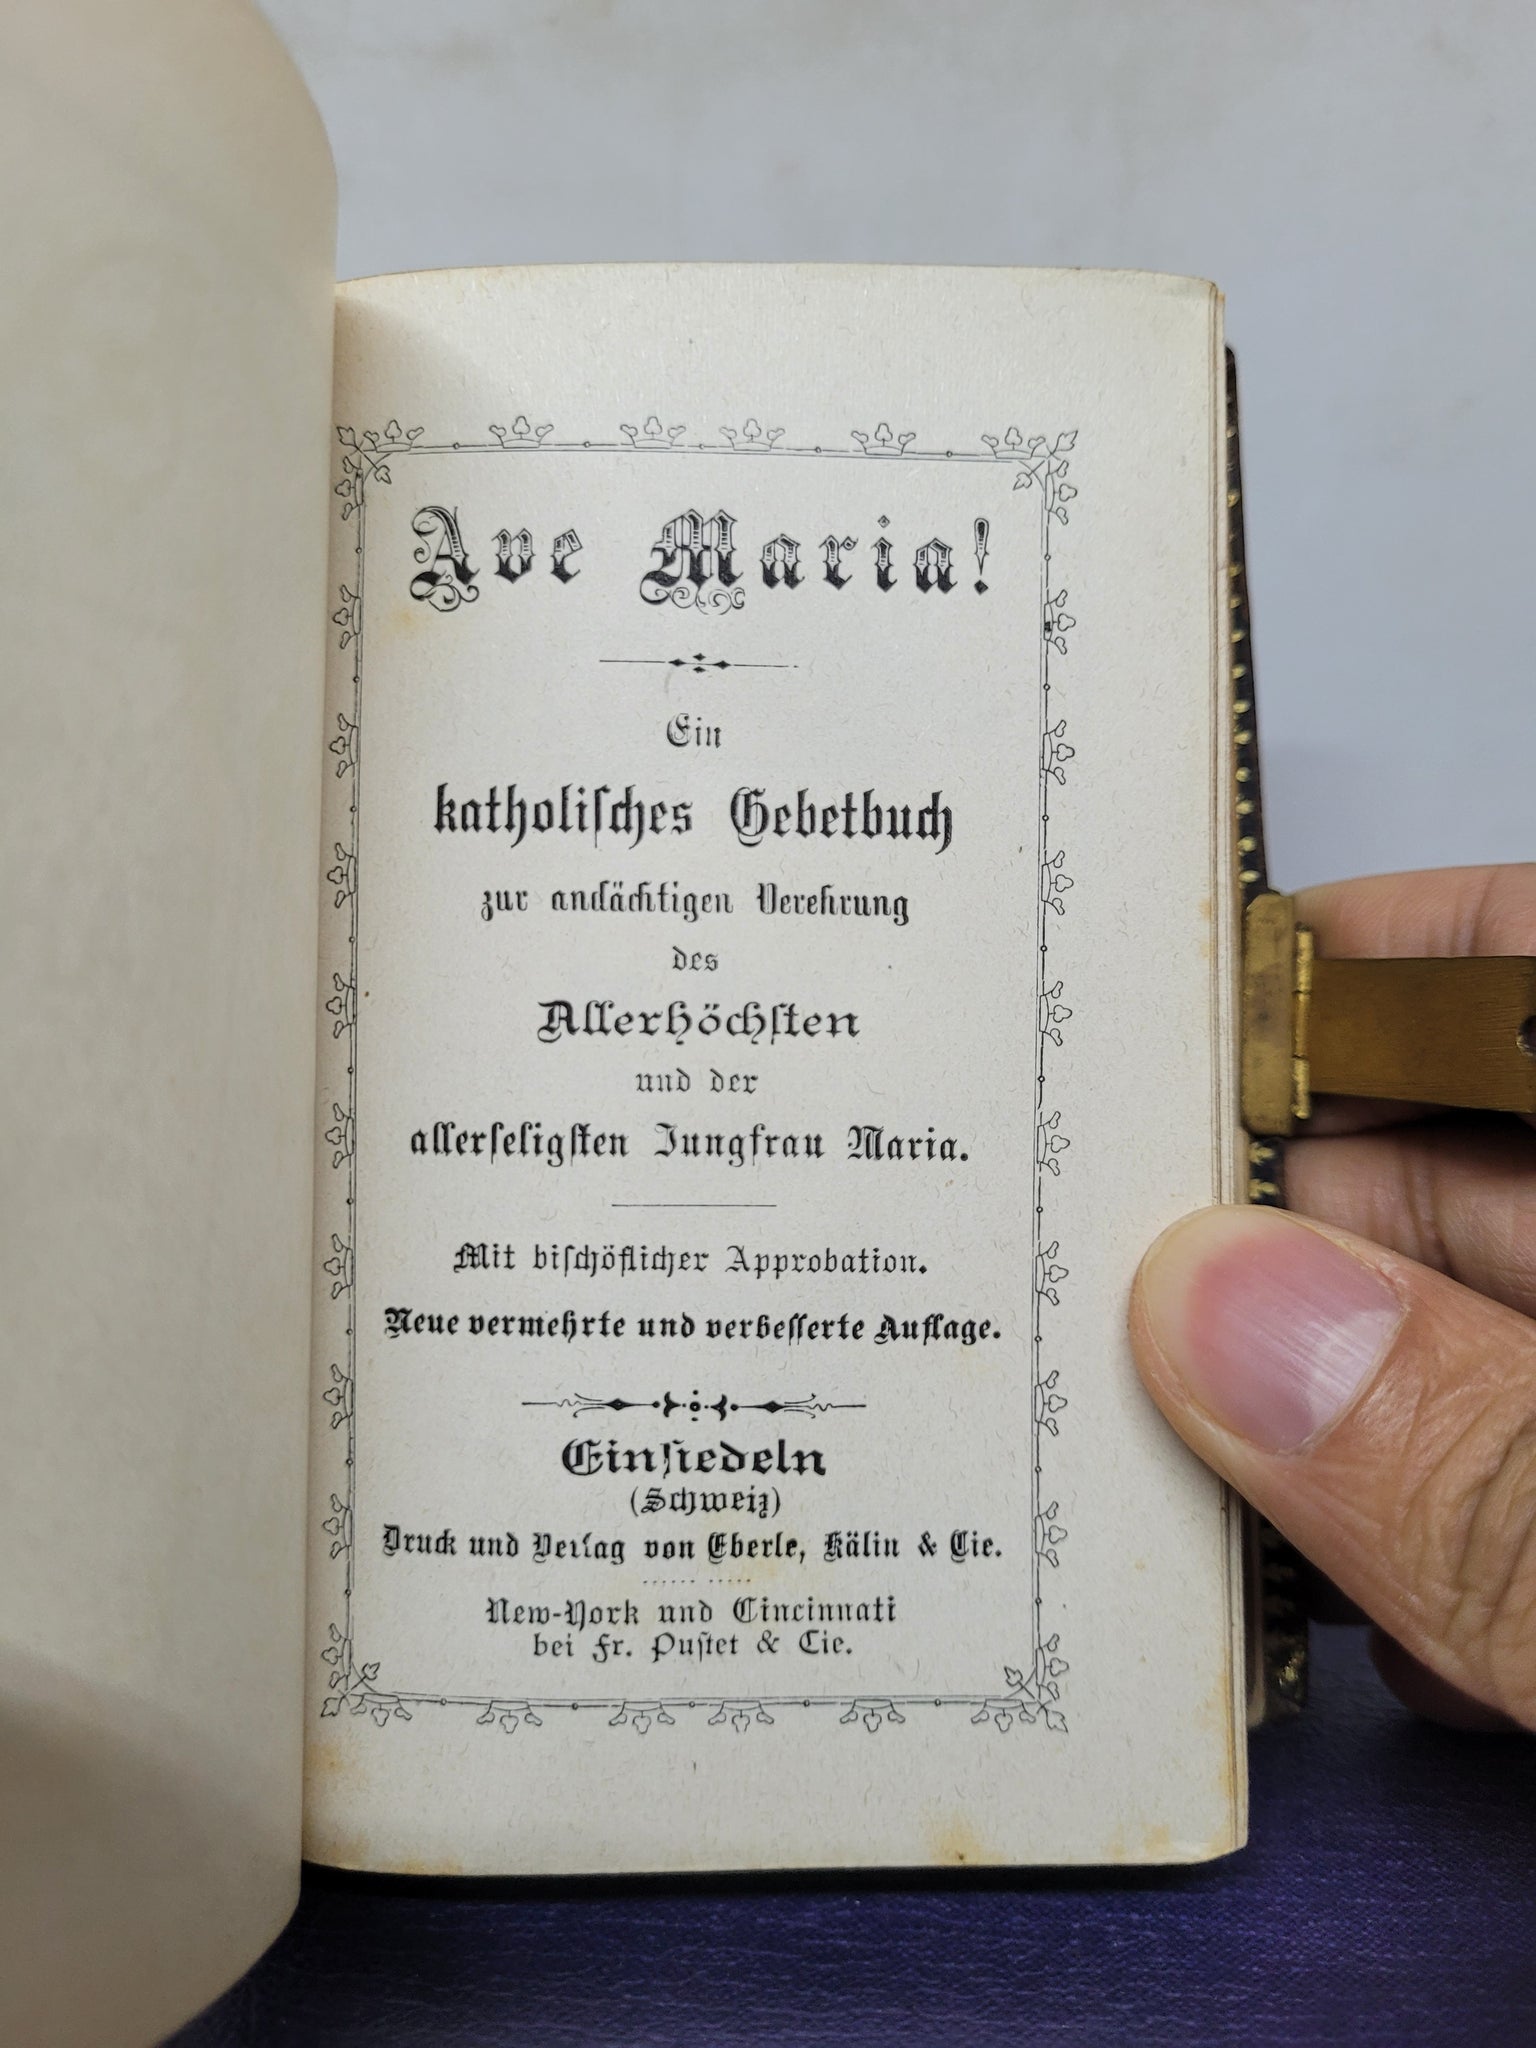 Ave Maria!
Ein
katholiſches Gebetbuch
zur andächtigen Verehrung
des
Allerhöchſten
und der
allerſeligſten Jungfrau Maria.
Mit biſchöflicher Approbation.
Neue vermehrte und verbeſſerte Auflage.
Einſiedeln
(Schweiz)
Druck und Verlag von Eberle, Kälin & Cie.
New-York und Cincinnati
bei Fr. Puſtet & Cie.